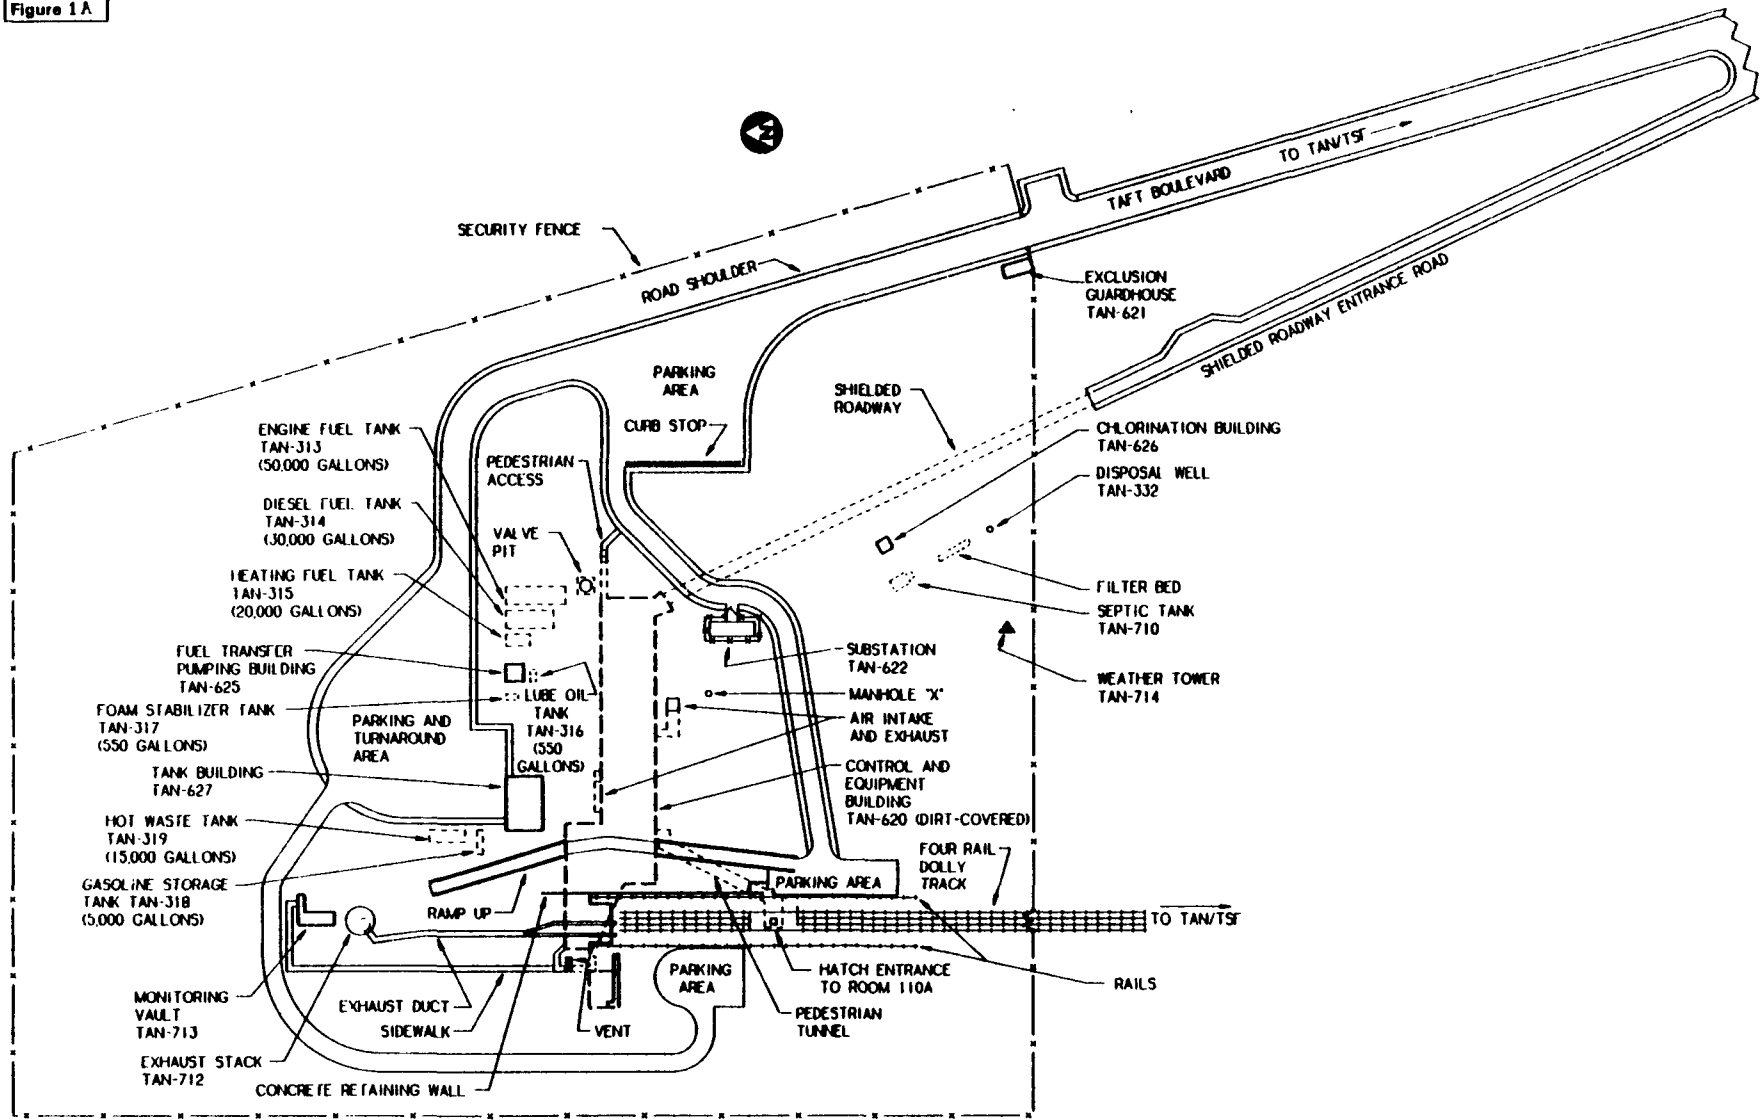 Figure 1A
N
TO TAN/TSF
TAFT BOULEVARD
SECURITY FENCE
ROAD SHOULDER
EXCLUSION
GUARDHOUSE
TAN-621
SHIELDED ROADWAY ENTRANCE ROAD
PARKING
AREA
SHIELDED
ROADWAY
CURB STOP
ENGINE FUEL TANK
TAN-313
(50,000 GALLONS)
PEDESTRIAN
ACCESS
CHLORINATION BUILDING
TAN-626
DISPOSAL WELL
TAN-332
DIESEL FUEL TANK
TAN-314
(30,000 GALLONS)
VALVE
PIT
HEATING FUEL TANK
TAN-315
(20,000 GALLONS)
FILTER BED
SEPTIC TANK
TAN-710
FUEL TRANSFER
PUMPING BUILDING
TAN-625
SUBSTATION
TAN-622
WEATHER TOWER
TAN-714
LUBE OIL
TANK
TAN-316
(550
GALLONS)
MANHOLE "X"
FOAM STABILIZER TANK
TAN-317
(550 GALLONS)
PARKING AND
TURNAROUND
AREA
AIR INTAKE
AND EXHAUST
TANK BUILDING
TAN-627
CONTROL AND
EQUIPMENT
BUILDING
TAN-620 (DIRT-COVERED)
HOT WASTE TANK
TAN-319
(15,000 GALLONS)
FOUR RAIL
DOLLY
TRACK
GASOLINE STORAGE
TANK TAN-318
(5,000 GALLONS)
PARKING AREA
RAMP UP
TO TAN/TSF
PARKING
AREA
HATCH ENTRANCE
TO ROOM 110A
RAILS
MONITORING
VAULT
TAN-713
EXHAUST DUCT
SIDEWALK
VENT
PEDESTRIAN
TUNNEL
EXHAUST STACK
TAN-712
CONCRETE RETAINING WALL